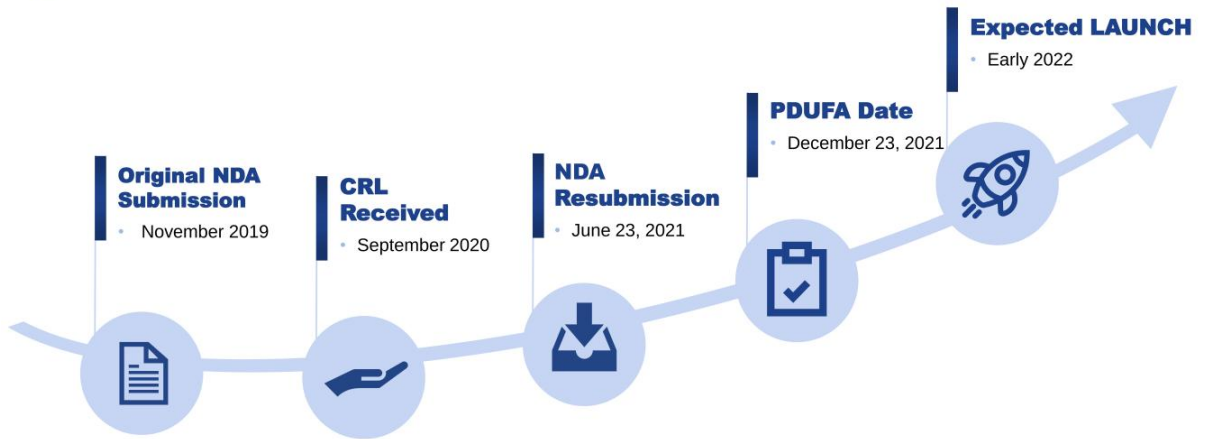 Original NDA
Submission
• November 2019
CRL
Received
• September 2020
NDA
Resubmission
• June 23, 2021
PDUFA Date
• December 23, 2021
Expected LAUNCH
• Early 2022